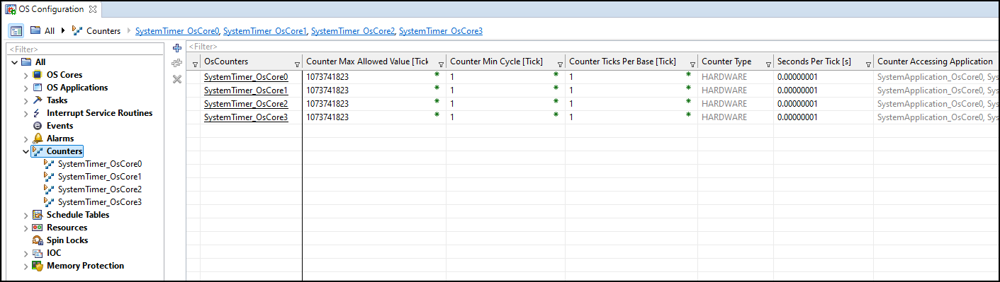 OS Configuration
All Counters SystemTimer_OsCore0, SystemTimer_OsCore1, SystemTimer_OsCore2, SystemTimer_OsCore3
<Filter>
All
OS Cores
OS Applications
Tasks
Interrupt Service Routines
Events
Alarms
Counters
SystemTimer_OsCore0
SystemTimer_OsCore1
SystemTimer_OsCore2
SystemTimer_OsCore3
Schedule Tables
Resources
Spin Locks
IOC
Memory Protection
<Filter>
OsCounters Counter Max Allowed Value [Tick Counter Min Cycle [Tick] Counter Ticks Per Base [Tick] Counter Type Seconds Per Tick [s] Counter Accessing Application
SystemTimer_OsCore0 1073741823 * 1 * 1 * HARDWARE 0.00000001 SystemApplication_OsCore0, Sys
SystemTimer_OsCore1 1073741823 * 1 * 1 * HARDWARE 0.00000001 SystemApplication_OsCore0, Sys
SystemTimer_OsCore2 1073741823 * 1 * 1 * HARDWARE 0.00000001 SystemApplication_OsCore0, Sys
SystemTimer_OsCore3 1073741823 * 1 * 1 * HARDWARE 0.00000001 SystemApplication_OsCore0, Sys